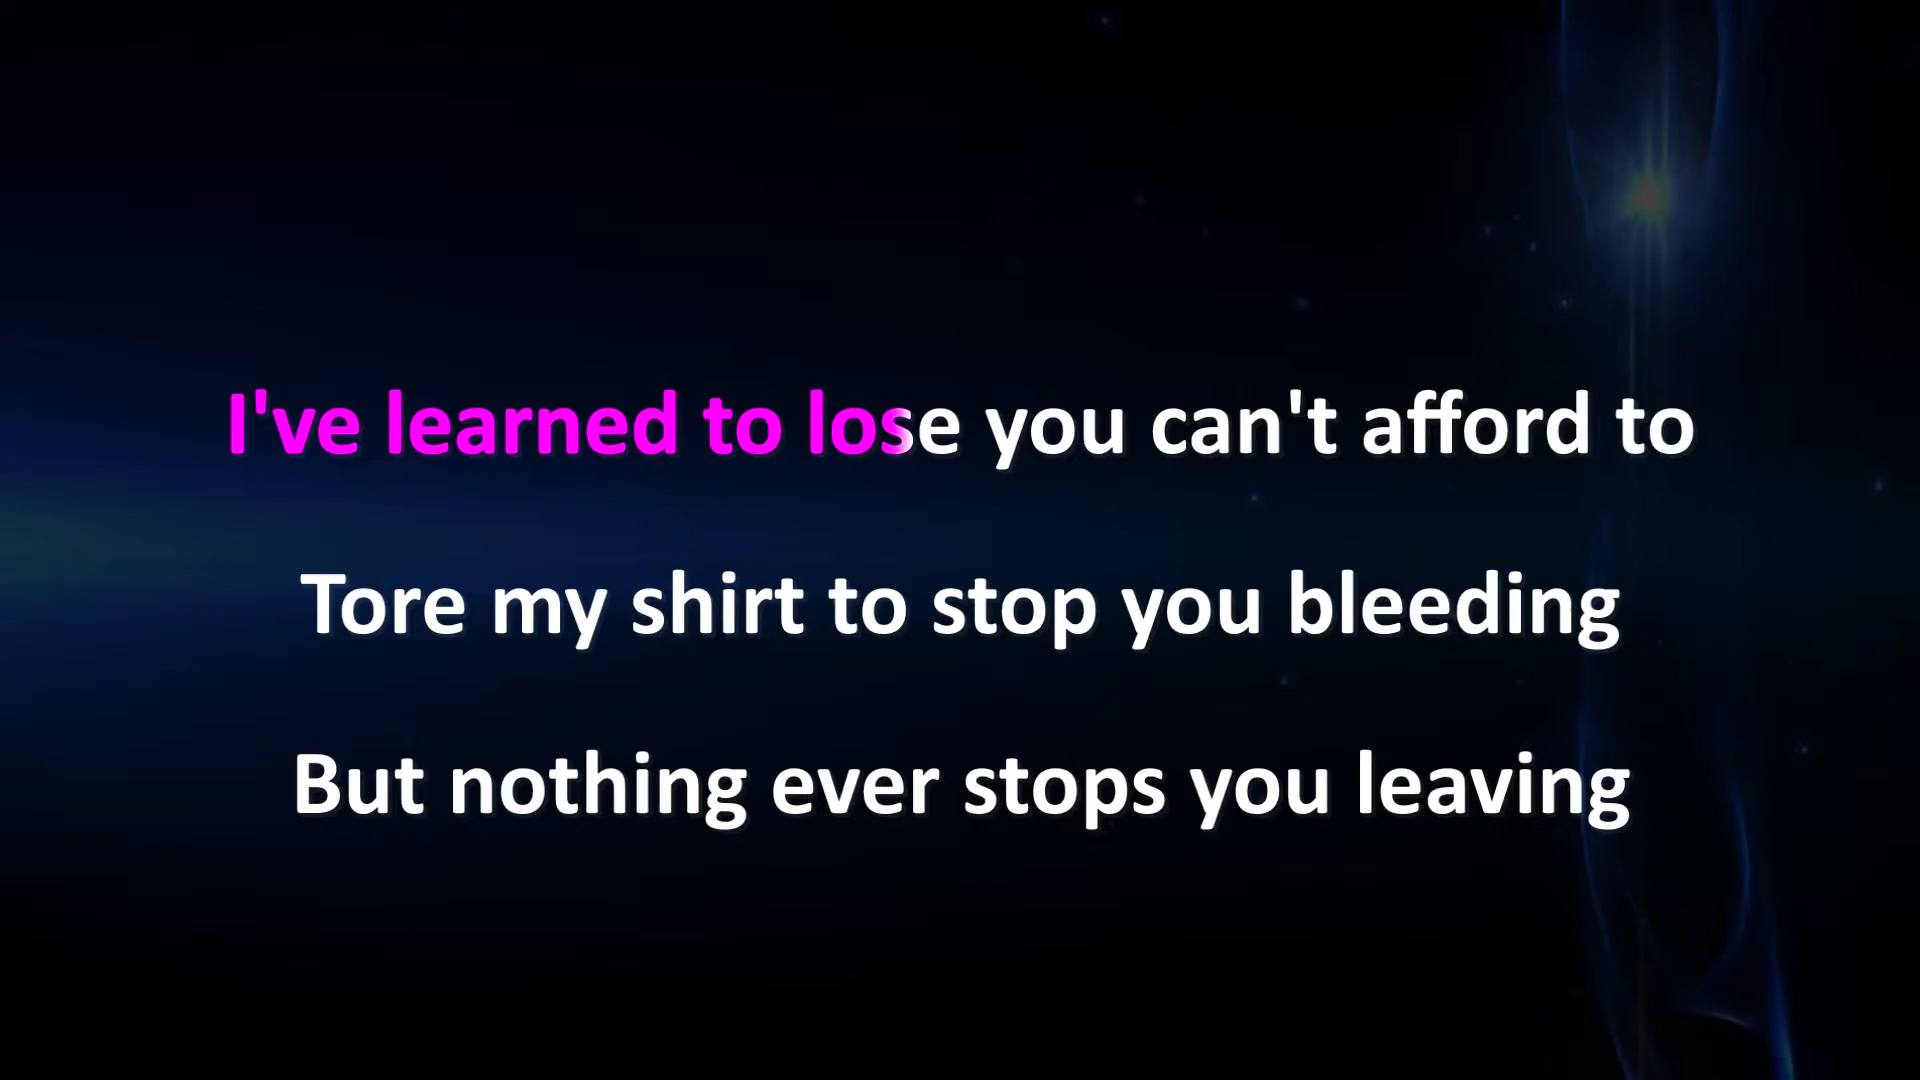 I've learned to lose you can't afford to
Tore my shirt to stop you bleeding
But nothing ever stops you leaving